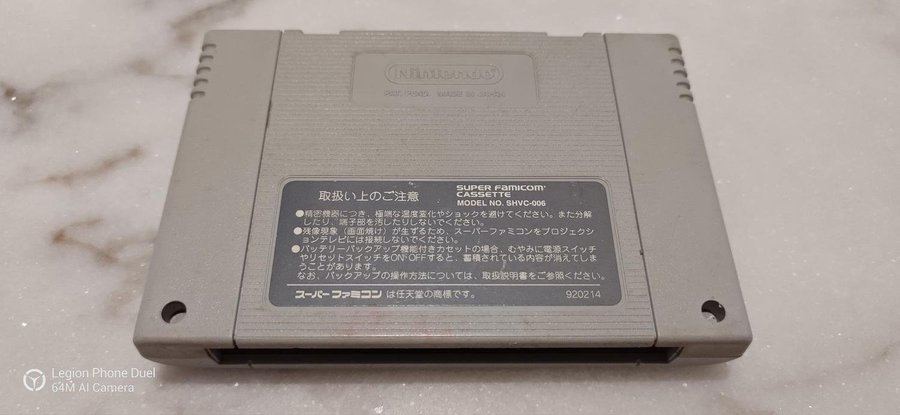 Nintendo
PAT. PEND. MADE IN JAPAN
取扱い上のご注意
SUPER FAMICOM
CASSETTE
MODEL NO. SHVC-006
●精密機器につき、極端な温度変化やショックを避けてください。また分解
したり、端子部を汚したりしないでください。
●残像現象（画面焼け）が生ずるため、スーパーファミコンをプロジェクシ
ョンテレビには接続しないでください。
●バッテリーバックアップ機能付きカセットの場合、むやみに電源スイッチ
やリセットスイッチをON・OFFすると、蓄積されている内容が消えてしま
うことがあります。
なお、バックアップの操作方法については、取扱説明書をご参照ください。
スーパーファミコンは任天堂の商標です。
920214
Legion Phone Duel
64M AI Camera